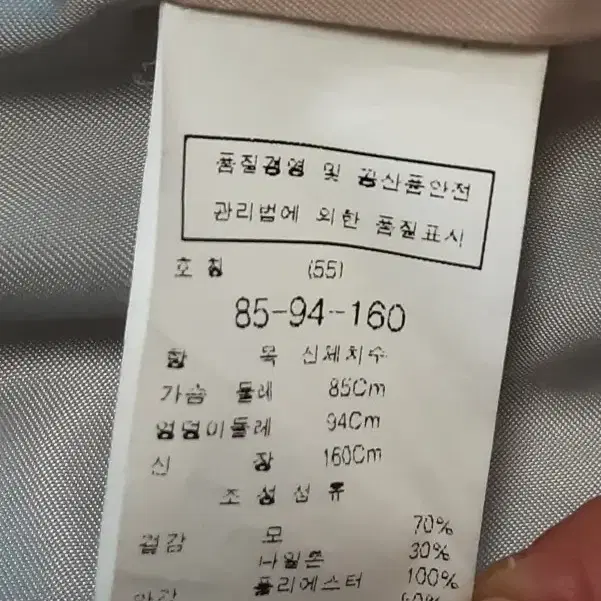 품질경영 및 공산품안전
관리법에 의한 품질표시
호칭 (55)
85-94-160
항 목 신체치수
가슴 둘레 85Cm
엉덩이둘레 94Cm
신 장 160Cm
조성섬유
겉감 모 70%
나일론 30%
폴리에스터 100%